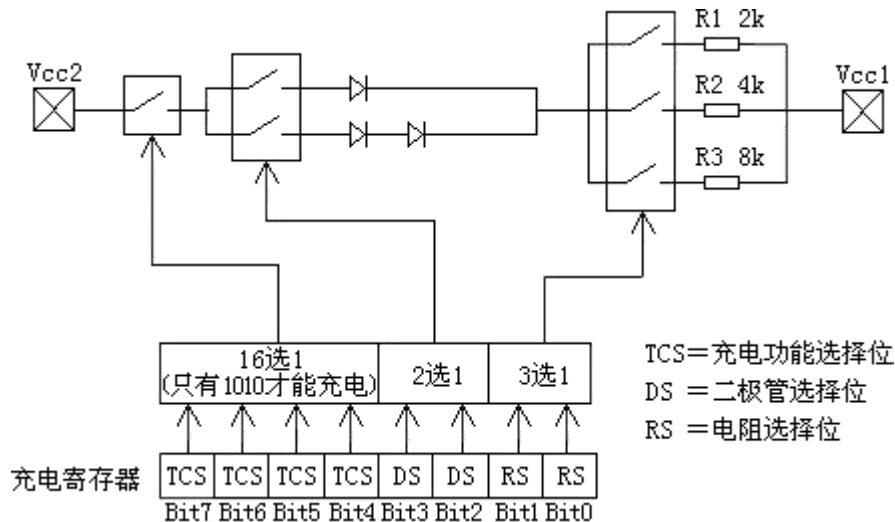 R1 2k
Vcc2
Vcc1
R2 4k
R3 8k
16选1
(只有1010才能充电)
2选1
3选1
TCS＝充电功能选择位
DS ＝二极管选择位
RS ＝电阻选择位
充电寄存器 TCS TCS TCS TCS DS DS RS RS
Bit7 Bit6 Bit5 Bit4 Bit3 Bit2 Bit1 Bit0